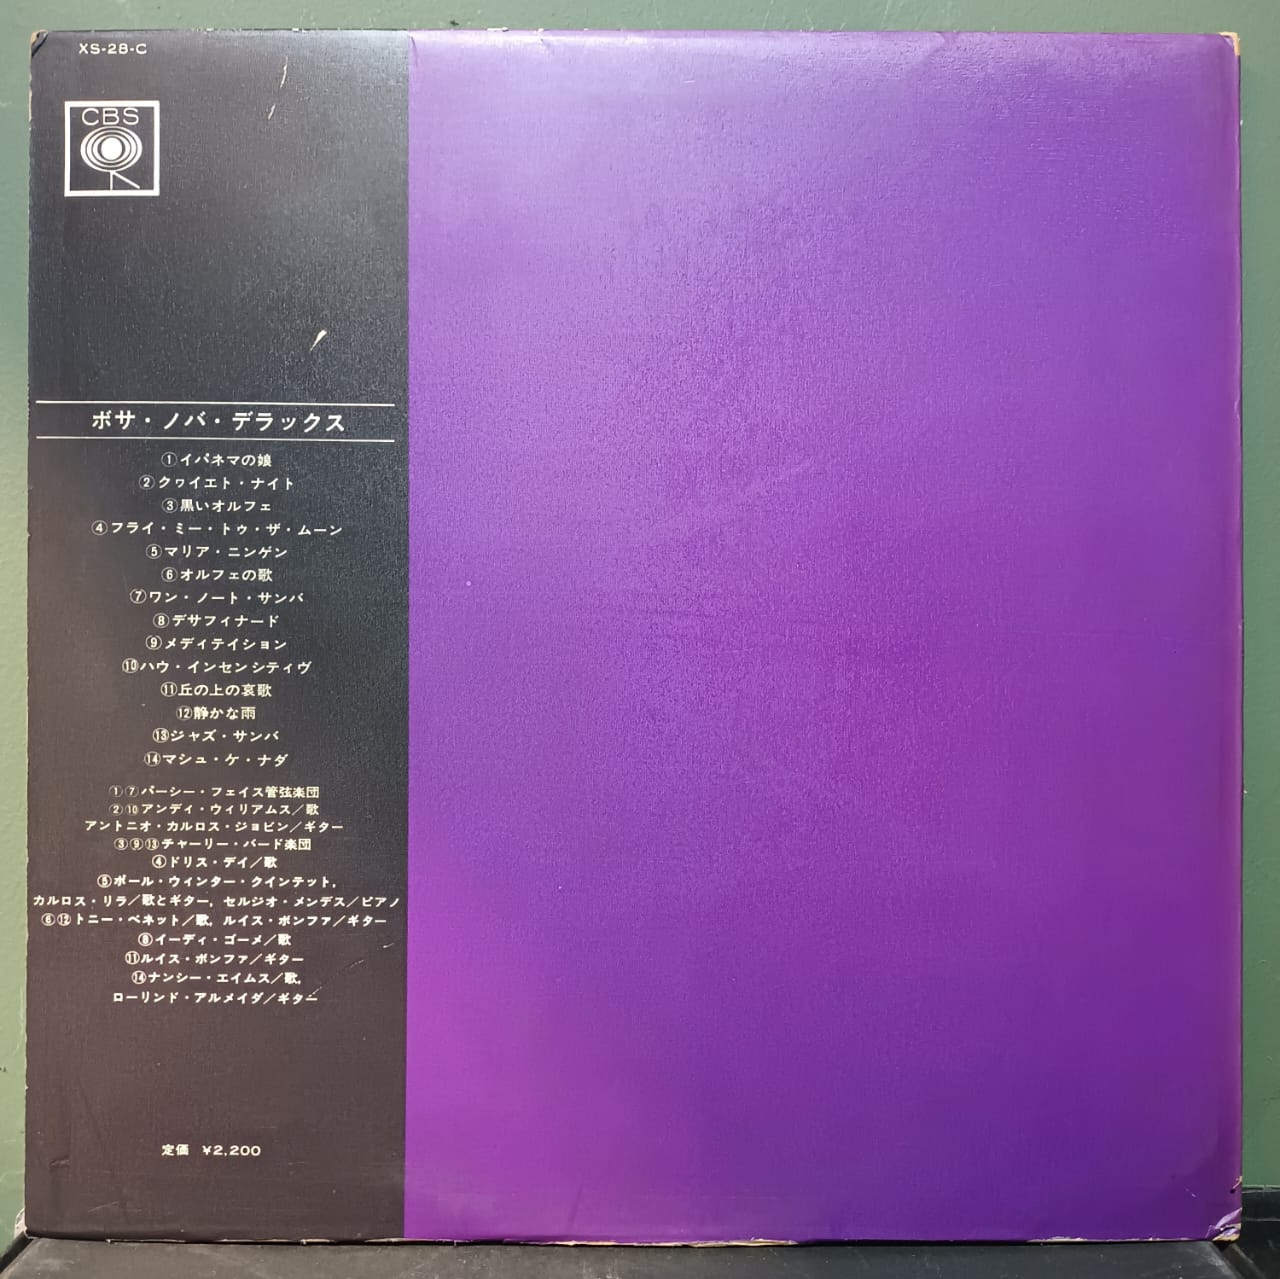 XS-28-C
CBS
ボサ・ノバ・デラックス
①イパネマの娘
②クヮイエト・ナイト
③黒いオルフェ
④フライ・ミー・トゥ・ザ・ムーン
⑤マリア・ニンゲン
⑥オルフェの歌
⑦ワン・ノート・サンバ
⑧デサフィナード
⑨メディテイション
⑩ハウ・インセンシティヴ
⑪丘の上の哀歌
⑫静かな雨
⑬ジャズ・サンバ
⑭マシュ・ケ・ナダ
①⑦パーシー・フェイス管弦楽団
②⑩アンディ・ウィリアムス/歌
アントニオ・カルロス・ジョビン/ギター
③⑨⑬チャーリー・バード楽団
④ドリス・デイ/歌
⑤ポール・ウィンター・クインテット,
カルロス・リラ/歌とギター, セルジオ・メンデス/ピアノ
⑥⑫トニー・ベネット/歌, ルイス・ボンファ/ギター
⑧イーディ・ゴーメ/歌
⑪ルイス・ボンファ/ギター
⑭ナンシー・エイムス/歌,
ローリンド・アルメイダ/ギター
定価 ¥2,200